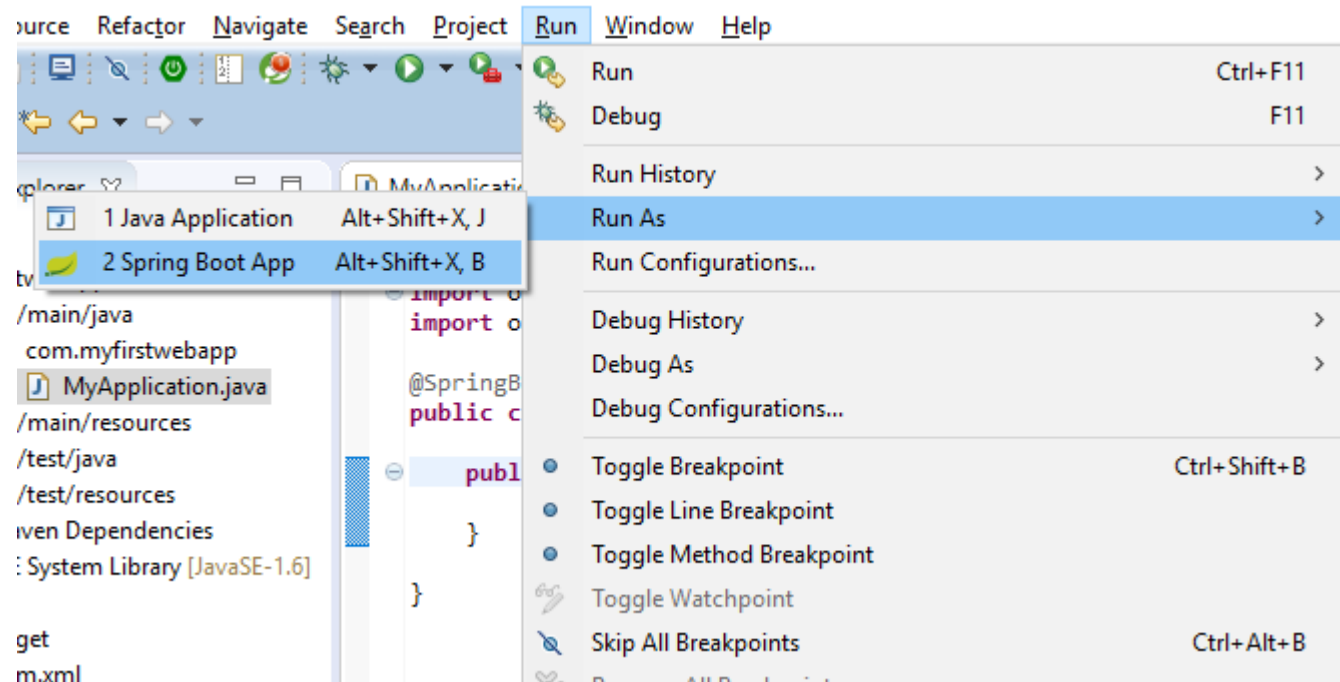 Refactor Navigate Search Project Run Window Help
Run Ctrl+F11
Debug F11
Run History
Run As
Run Configurations...
Debug History
Debug As
Debug Configurations...
Toggle Breakpoint Ctrl+Shift+B
Toggle Line Breakpoint
Toggle Method Breakpoint
Toggle Watchpoint
Skip All Breakpoints Ctrl+Alt+B
1 Java Application Alt+Shift+X, J
2 Spring Boot App Alt+Shift+X, B
/main/java
com.myfirstwebapp
MyApplication.java
/main/resources
/test/java
/test/resources
Dependencies
System Library [JavaSE-1.6]
get
m.xml
import o
import o
@SpringB
public c
publ
}
}